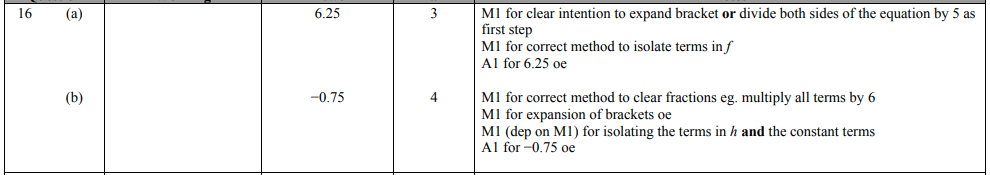 16 (a) 6.25 3 M1 for clear intention to expand bracket or divide both sides of the equation by 5 as
first step
M1 for correct method to isolate terms in f
A1 for 6.25 oe
(b) −0.75 4 M1 for correct method to clear fractions eg. multiply all terms by 6
M1 for expansion of brackets oe
M1 (dep on M1) for isolating the terms in h and the constant terms
A1 for −0.75 oe